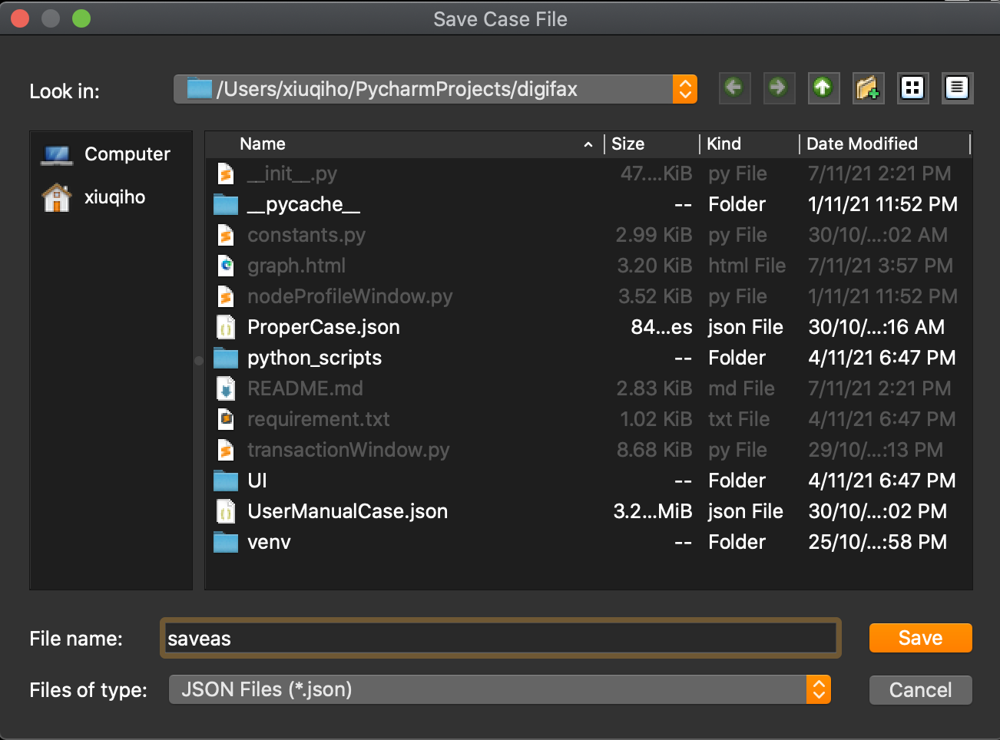 Save Case File
Look in: /Users/xiuqiho/PycharmProjects/digifax
Computer
xiuqiho
Name Size Kind Date Modified
__init__.py 47....KiB py File 7/11/21 2:21 PM
__pycache__ -- Folder 1/11/21 11:52 PM
constants.py 2.99 KiB py File 30/10/...:02 AM
graph.html 3.20 KiB html File 7/11/21 3:57 PM
nodeProfileWindow.py 3.52 KiB py File 1/11/21 11:52 PM
ProperCase.json 84...es json File 30/10/...:16 AM
python_scripts -- Folder 4/11/21 6:47 PM
README.md 2.83 KiB md File 7/11/21 2:21 PM
requirement.txt 1.02 KiB txt File 4/11/21 6:47 PM
transactionWindow.py 8.68 KiB py File 29/10/...:13 PM
UI -- Folder 4/11/21 6:47 PM
UserManualCase.json 3.2...MiB json File 30/10/...:02 PM
venv -- Folder 25/10/...:58 PM
File name: saveas Save
Files of type: JSON Files (*.json) Cancel